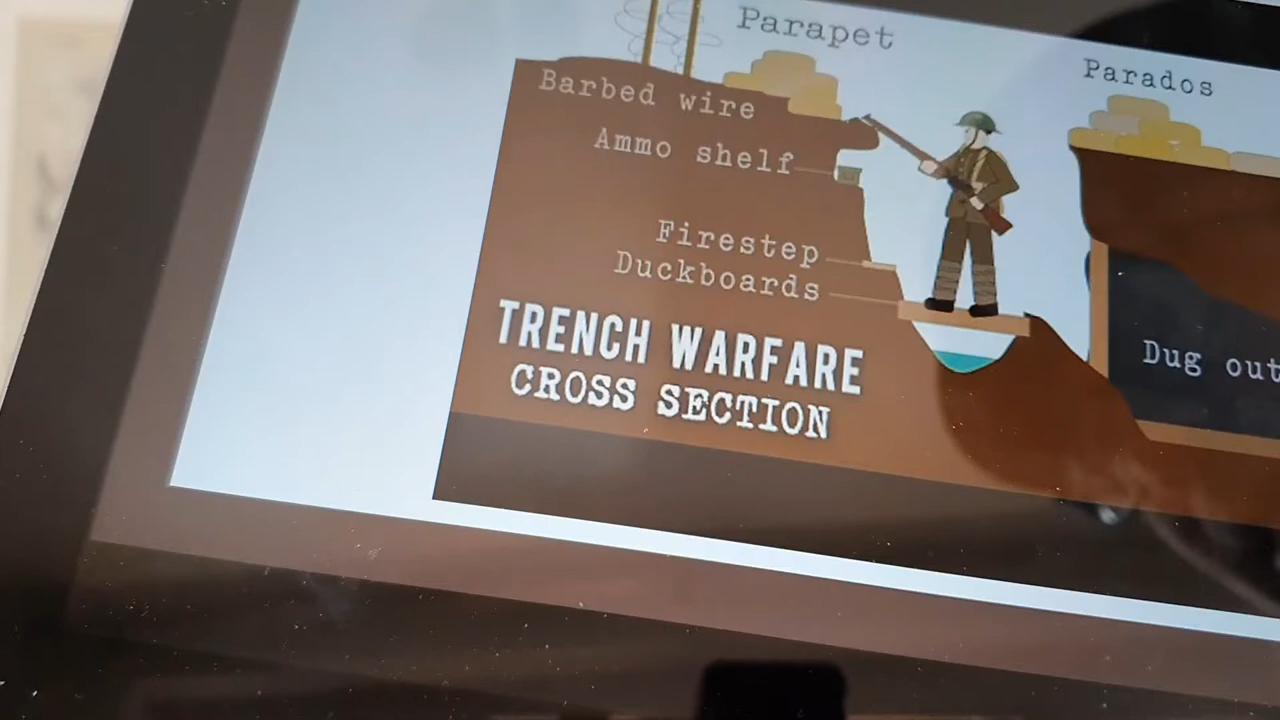 Parapet
Parados
Barbed wire
Ammo shelf
Firestep
Duckboards
Dug out
TRENCH WARFARE
CROSS SECTION